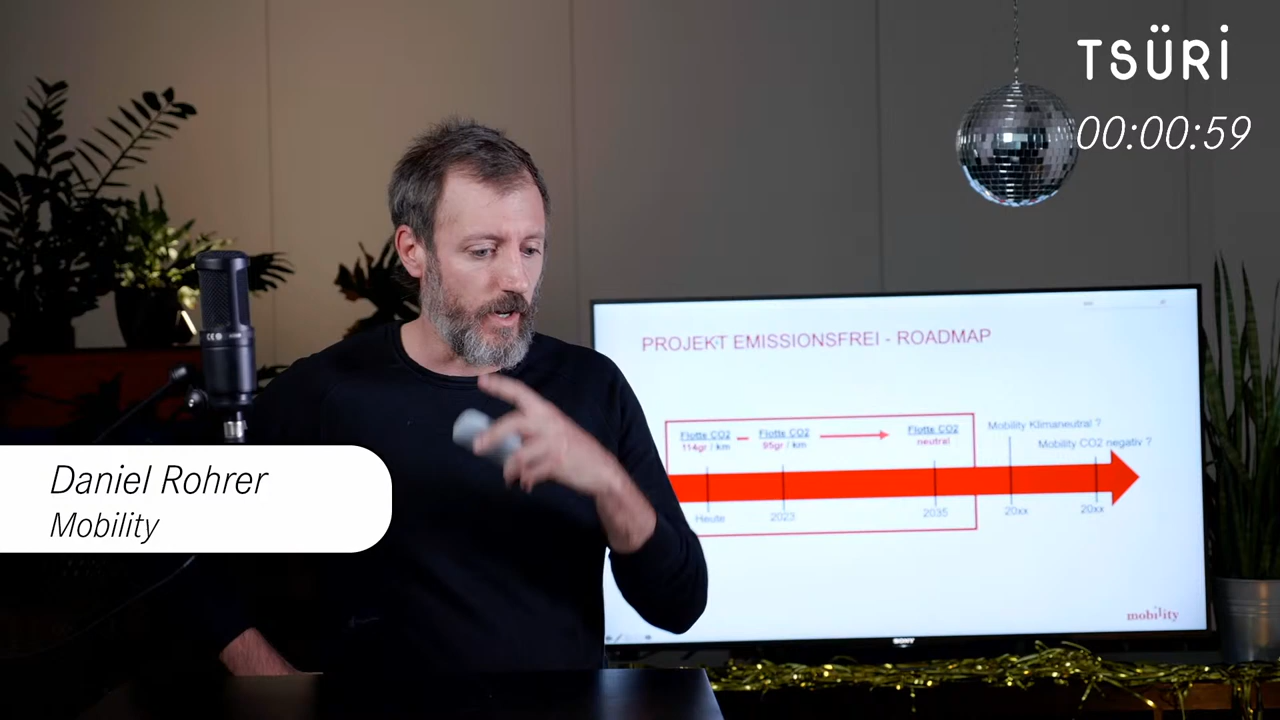 TSÜRİ
00:00:59
PROJEKT EMISSIONSFREI - ROADMAP
Flotte CO2
114gr / km
Flotte CO2
95gr / km
Flotte CO2
neutral
Mobility Klimaneutral ?
Mobility CO2 negativ ?
Heute
2023
2035
20xx
20xx
mobility
SONY
Daniel Rohrer
Mobility